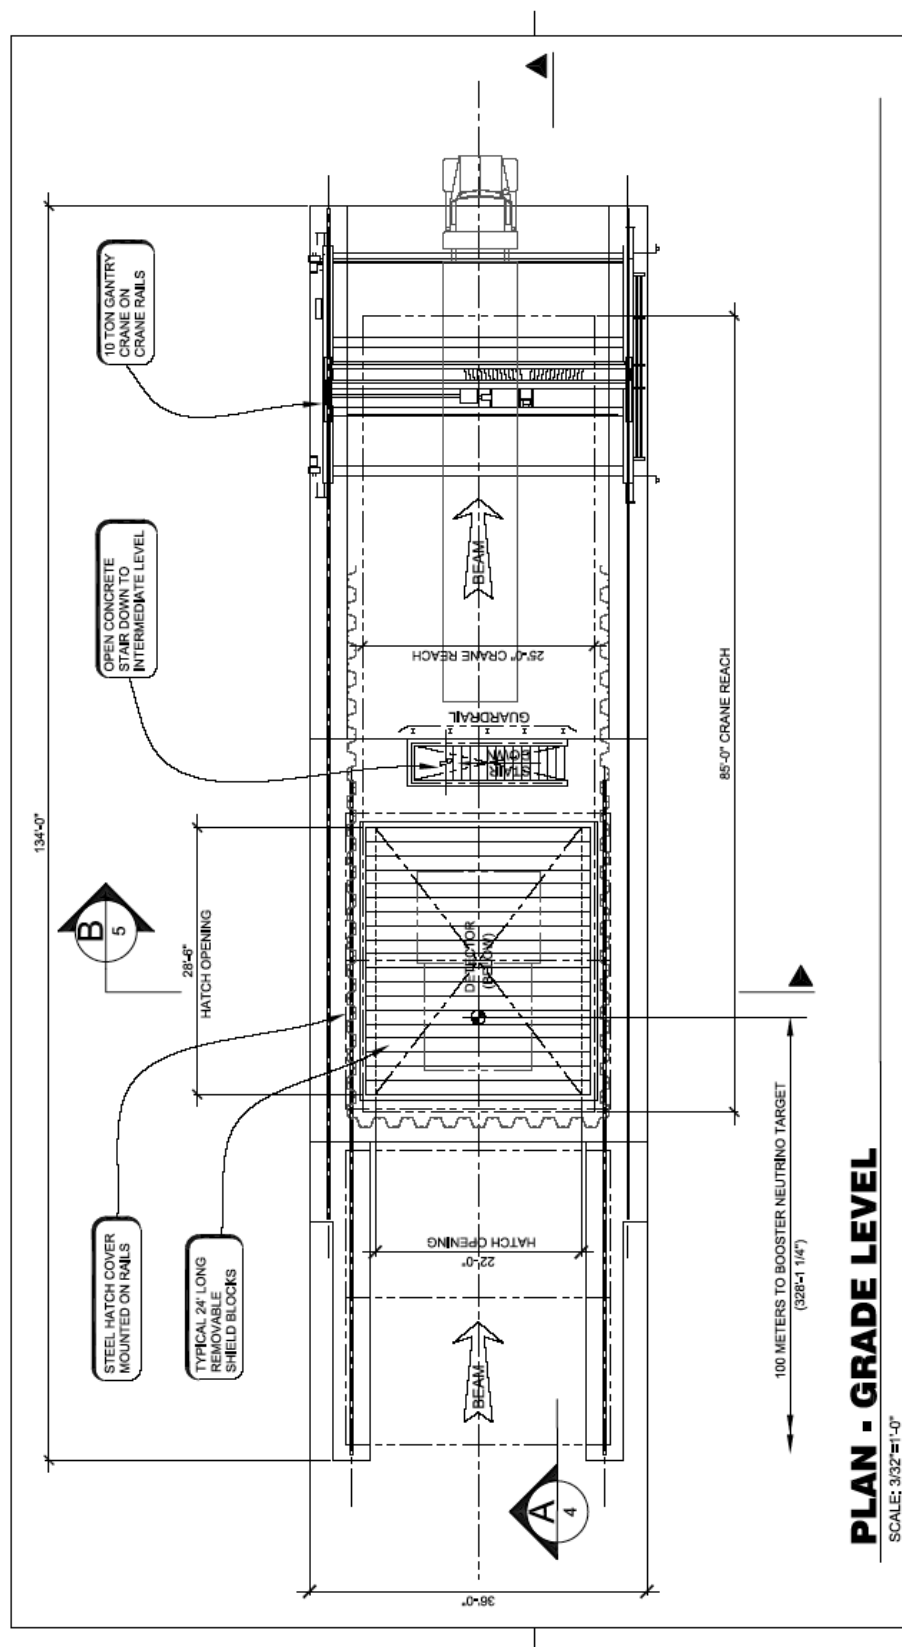 134'-0"
10 TON GANTRY
CRANE ON
CRANE RAILS
OPEN CONCRETE
STAIR DOWN TO
INTERMEDIATE LEVEL
B
5
28'-6"
HATCH OPENING
STEEL HATCH COVER
MOUNTED ON RAILS
TYPICAL 24' LONG
REMOVABLE
SHIELD BLOCKS
BEAM
22'-0"
HATCH OPENING
DETECTOR
(BELOW)
STAIR
DOWN
GUARDRAIL
25'-0" CRANE REACH
BEAM
36'-0"
A
4
85'-0" CRANE REACH
100 METERS TO BOOSTER NEUTRINO TARGET
(328'-1 1/4")
PLAN - GRADE LEVEL
SCALE: 3/32"=1'-0"